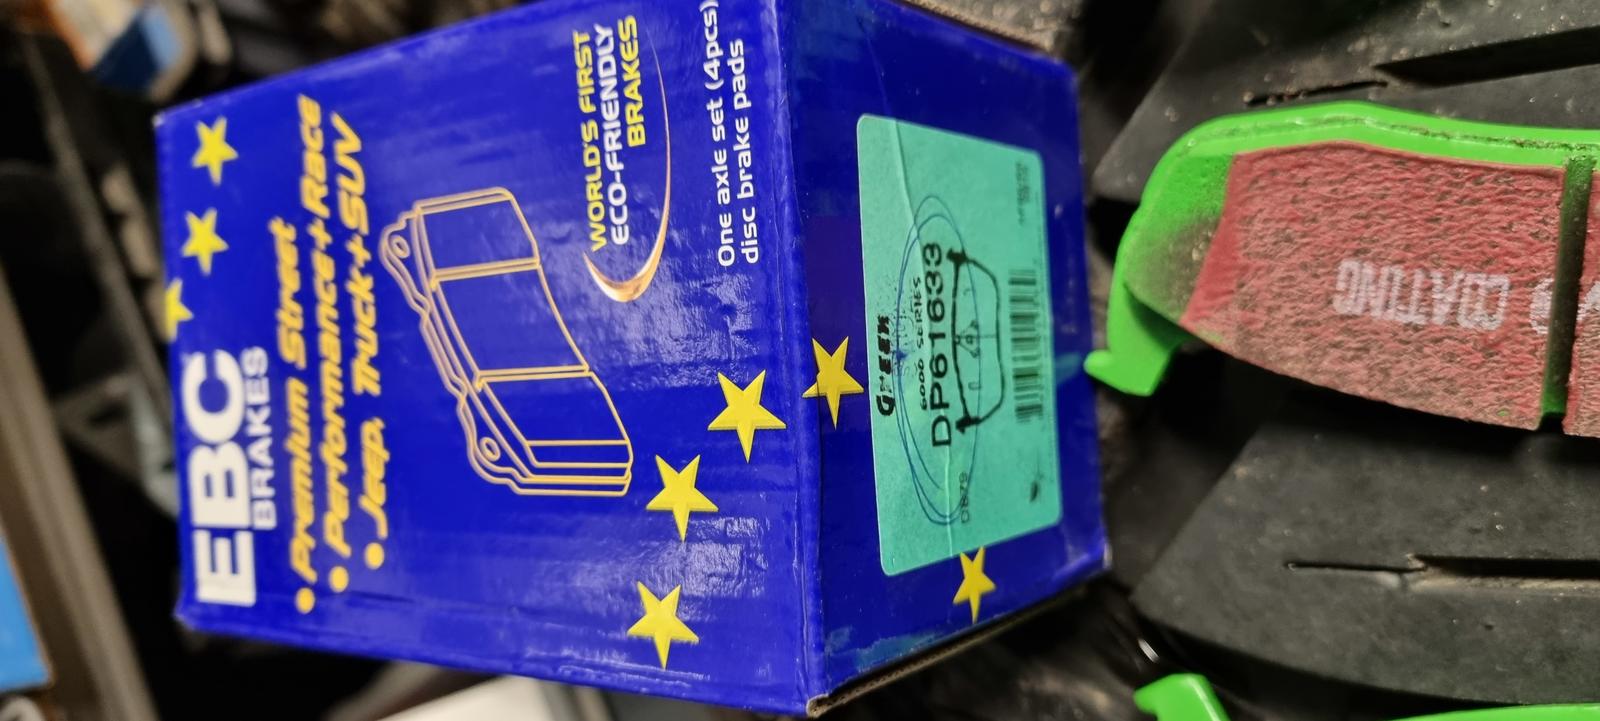 EBC
BRAKES
• Premium Street
• Performance+Race
• Jeep, Truck+SUV
WORLD'S FIRST
ECO-FRIENDLY
BRAKES
One axle set (4pcs)
disc brake pads
Green
6000 SERIES
DP61633
COATING